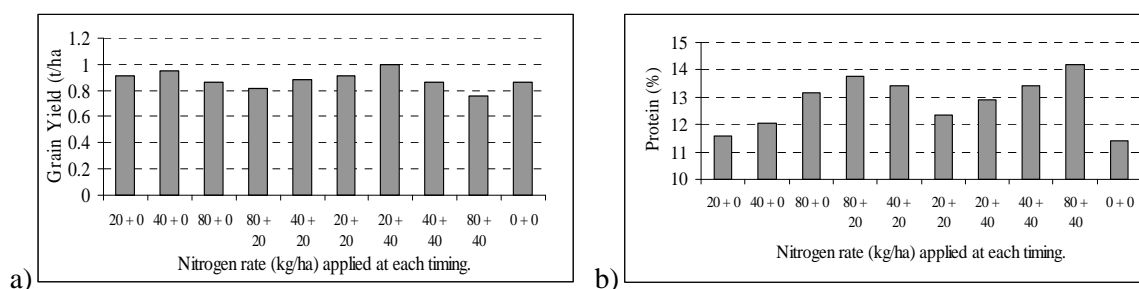 Grain Yield (t/ha
1.2
1
0.8
0.6
0.4
0.2
0
20 + 0 40 + 0 80 + 0 80 + 20 40 + 20 20 + 20 20 + 40 40 + 40 80 + 40 0 + 0
Nitrogen rate (kg/ha) applied at each timing.
a)
Protein (%)
15
14
13
12
11
10
20 + 0 40 + 0 80 + 0 80 + 20 40 + 20 20 + 20 20 + 40 40 + 40 80 + 40 0 + 0
Nitrogen rate (kg/ha) applied at each timing.
b)